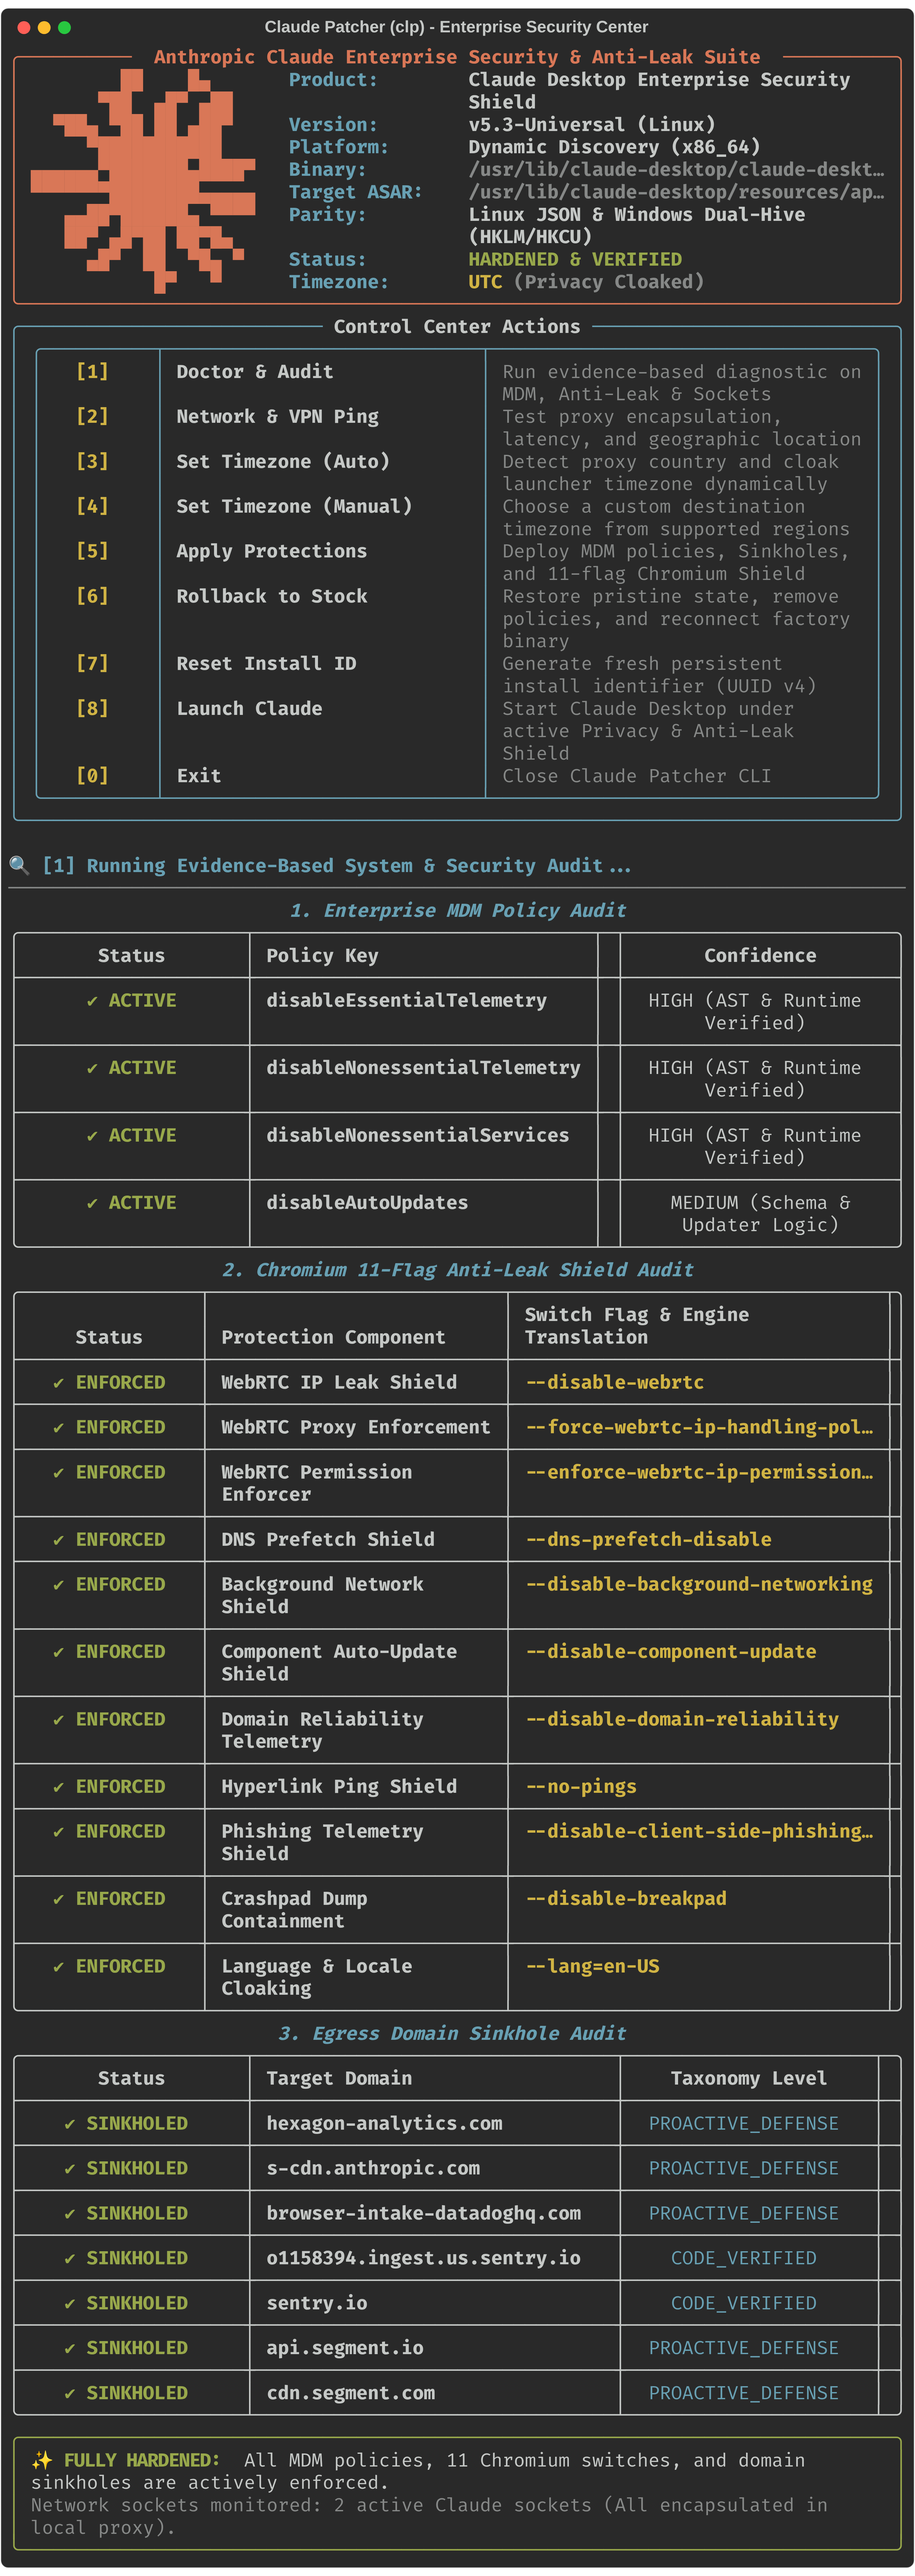 Claude Patcher (clp) - Enterprise Security Center
Anthropic Claude Enterprise Security & Anti-Leak Suite
Product: Claude Desktop Enterprise Security
Shield
Version: v5.3-Universal (Linux)
Platform: Dynamic Discovery (x86_64)
Binary: /usr/lib/claude-desktop/claude-deskt…
Target ASAR: /usr/lib/claude-desktop/resources/ap…
Parity: Linux JSON & Windows Dual-Hive
(HKLM/HKCU)
Status: HARDENED & VERIFIED
Timezone: UTC (Privacy Cloaked)
Control Center Actions
[1] Doctor & Audit Run evidence-based diagnostic on
MDM, Anti-Leak & Sockets
[2] Network & VPN Ping Test proxy encapsulation,
latency, and geographic location
[3] Set Timezone (Auto) Detect proxy country and cloak
launcher timezone dynamically
[4] Set Timezone (Manual) Choose a custom destination
timezone from supported regions
[5] Apply Protections Deploy MDM policies, Sinkholes,
and 11-flag Chromium Shield
[6] Rollback to Stock Restore pristine state, remove
policies, and reconnect factory
binary
[7] Reset Install ID Generate fresh persistent
install identifier (UUID v4)
[8] Launch Claude Start Claude Desktop under
active Privacy & Anti-Leak
Shield
[0] Exit Close Claude Patcher CLI
🔍 [1] Running Evidence-Based System & Security Audit...
1. Enterprise MDM Policy Audit
Status Policy Key Confidence
✔ ACTIVE disableEssentialTelemetry HIGH (AST & Runtime
Verified)
✔ ACTIVE disableNonessentialTelemetry HIGH (AST & Runtime
Verified)
✔ ACTIVE disableNonessentialServices HIGH (AST & Runtime
Verified)
✔ ACTIVE disableAutoUpdates MEDIUM (Schema &
Updater Logic)
2. Chromium 11-Flag Anti-Leak Shield Audit
Switch Flag & Engine
Status Protection Component Translation
✔ ENFORCED WebRTC IP Leak Shield --disable-webrtc
✔ ENFORCED WebRTC Proxy Enforcement --force-webrtc-ip-handling-pol…
✔ ENFORCED WebRTC Permission --enforce-webrtc-ip-permission…
Enforcer
✔ ENFORCED DNS Prefetch Shield --dns-prefetch-disable
✔ ENFORCED Background Network --disable-background-networking
Shield
✔ ENFORCED Component Auto-Update --disable-component-update
Shield
✔ ENFORCED Domain Reliability --disable-domain-reliability
Telemetry
✔ ENFORCED Hyperlink Ping Shield --no-pings
✔ ENFORCED Phishing Telemetry --disable-client-side-phishing…
Shield
✔ ENFORCED Crashpad Dump --disable-breakpad
Containment
✔ ENFORCED Language & Locale --lang=en-US
Cloaking
3. Egress Domain Sinkhole Audit
Status Target Domain Taxonomy Level
✔ SINKHOLED hexagon-analytics.com PROACTIVE_DEFENSE
✔ SINKHOLED s-cdn.anthropic.com PROACTIVE_DEFENSE
✔ SINKHOLED browser-intake-datadoghq.com PROACTIVE_DEFENSE
✔ SINKHOLED o1158394.ingest.us.sentry.io CODE_VERIFIED
✔ SINKHOLED sentry.io CODE_VERIFIED
✔ SINKHOLED api.segment.io PROACTIVE_DEFENSE
✔ SINKHOLED cdn.segment.com PROACTIVE_DEFENSE
✨ FULLY HARDENED: All MDM policies, 11 Chromium switches, and domain
sinkholes are actively enforced.
Network sockets monitored: 2 active Claude sockets (All encapsulated in
local proxy).